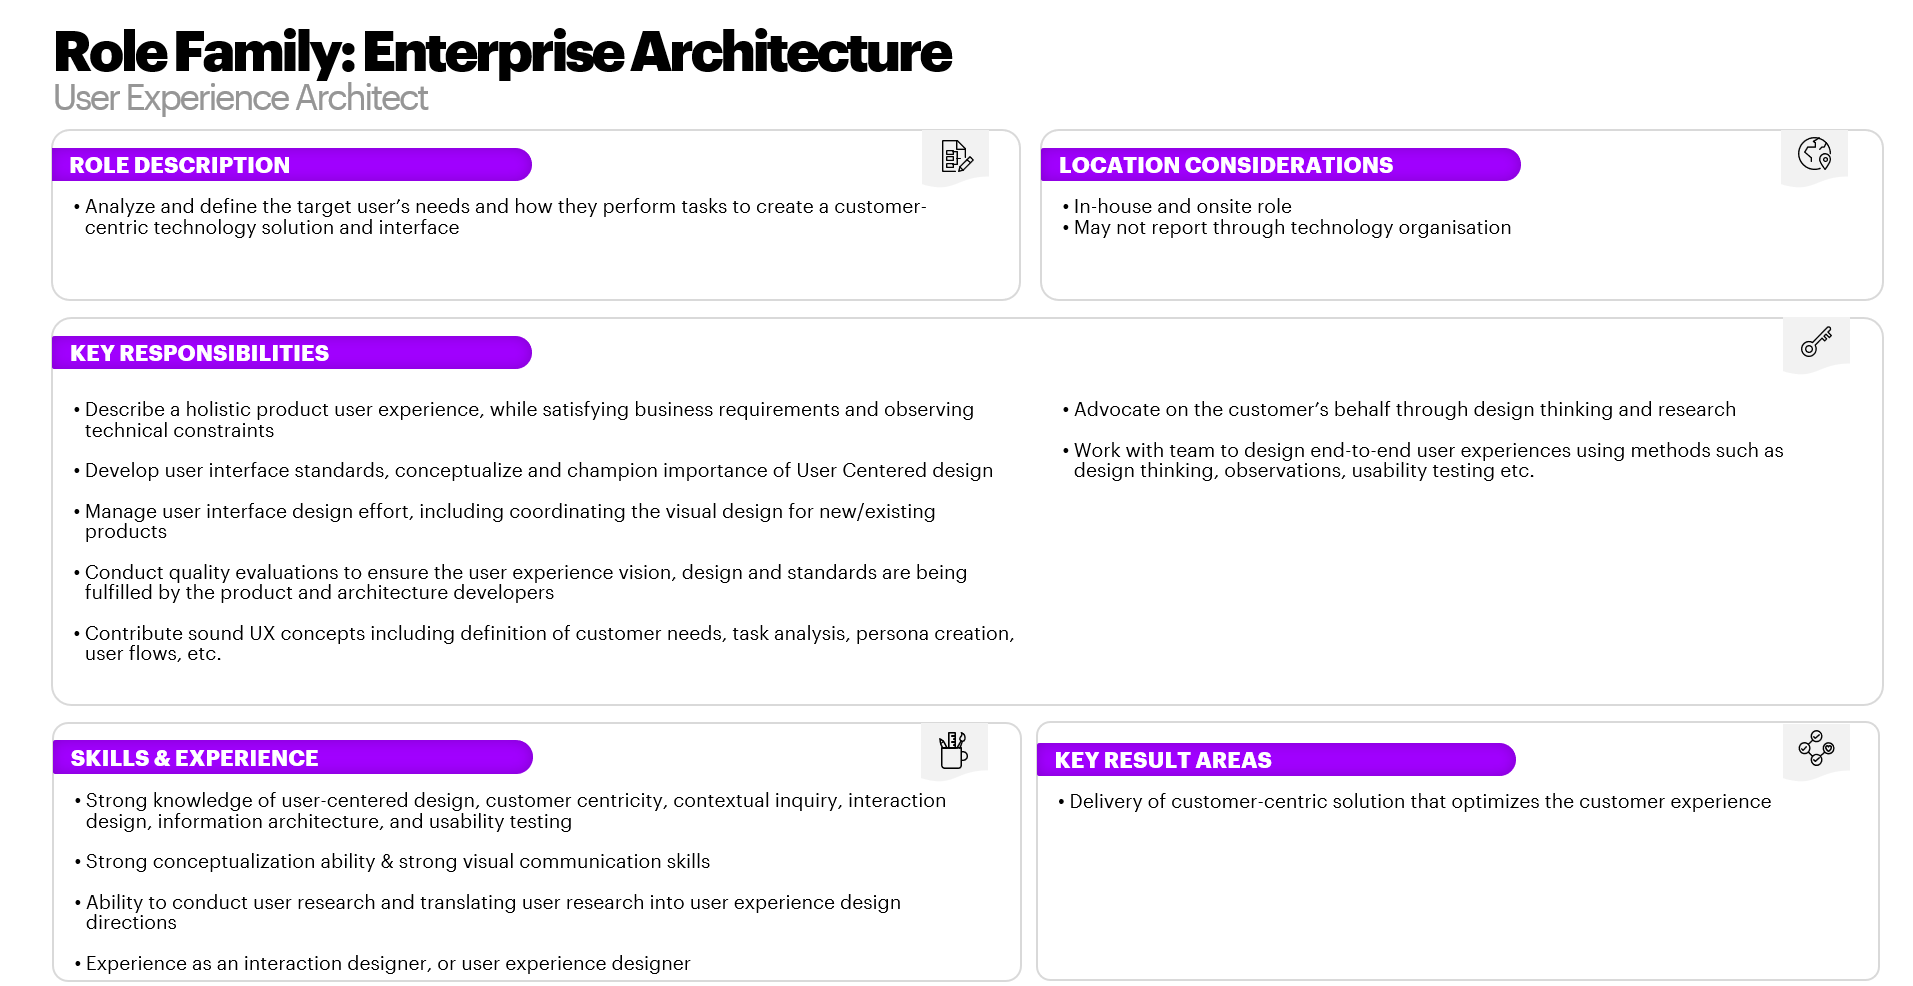 Role Family: Enterprise Architecture
User Experience Architect
ROLE DESCRIPTION
• Analyze and define the target user’s needs and how they perform tasks to create a customer-
centric technology solution and interface
LOCATION CONSIDERATIONS
• In-house and onsite role
• May not report through technology organisation
KEY RESPONSIBILITIES
• Describe a holistic product user experience, while satisfying business requirements and observing
technical constraints
• Develop user interface standards, conceptualize and champion importance of User Centered design
• Manage user interface design effort, including coordinating the visual design for new/existing
products
• Conduct quality evaluations to ensure the user experience vision, design and standards are being
fulfilled by the product and architecture developers
• Contribute sound UX concepts including definition of customer needs, task analysis, persona creation,
user flows, etc.
• Advocate on the customer’s behalf through design thinking and research
• Work with team to design end-to-end user experiences using methods such as
design thinking, observations, usability testing etc.
SKILLS & EXPERIENCE
• Strong knowledge of user-centered design, customer centricity, contextual inquiry, interaction
design, information architecture, and usability testing
• Strong conceptualization ability & strong visual communication skills
• Ability to conduct user research and translating user research into user experience design
directions
• Experience as an interaction designer, or user experience designer
KEY RESULT AREAS
• Delivery of customer-centric solution that optimizes the customer experience